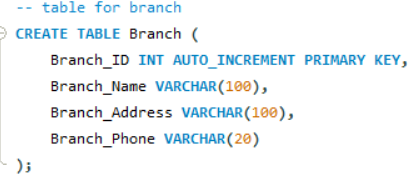 -- table for branch
CREATE TABLE Branch (
Branch_ID INT AUTO_INCREMENT PRIMARY KEY,
Branch_Name VARCHAR(100),
Branch_Address VARCHAR(100),
Branch_Phone VARCHAR(20)
);